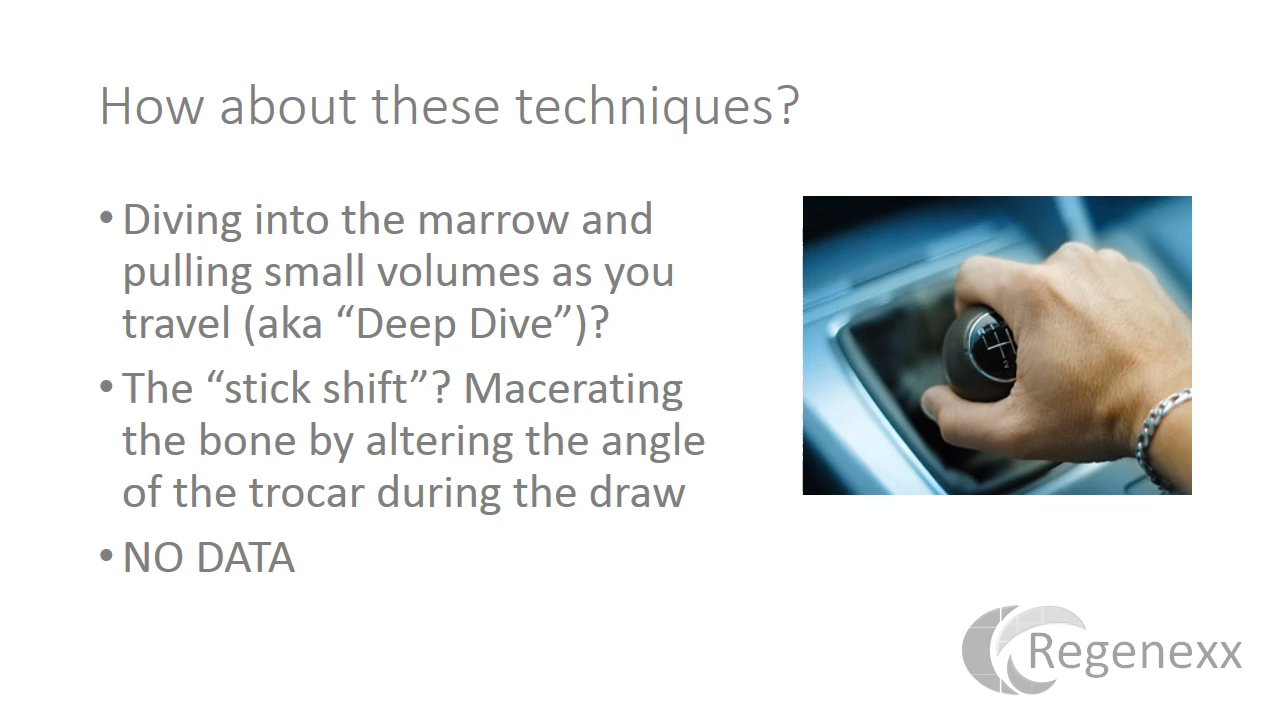 How about these techniques?
• Diving into the marrow and
pulling small volumes as you
travel (aka “Deep Dive”)?
• The “stick shift”? Macerating
the bone by altering the angle
of the trocar during the draw
• NO DATA
Regenexx